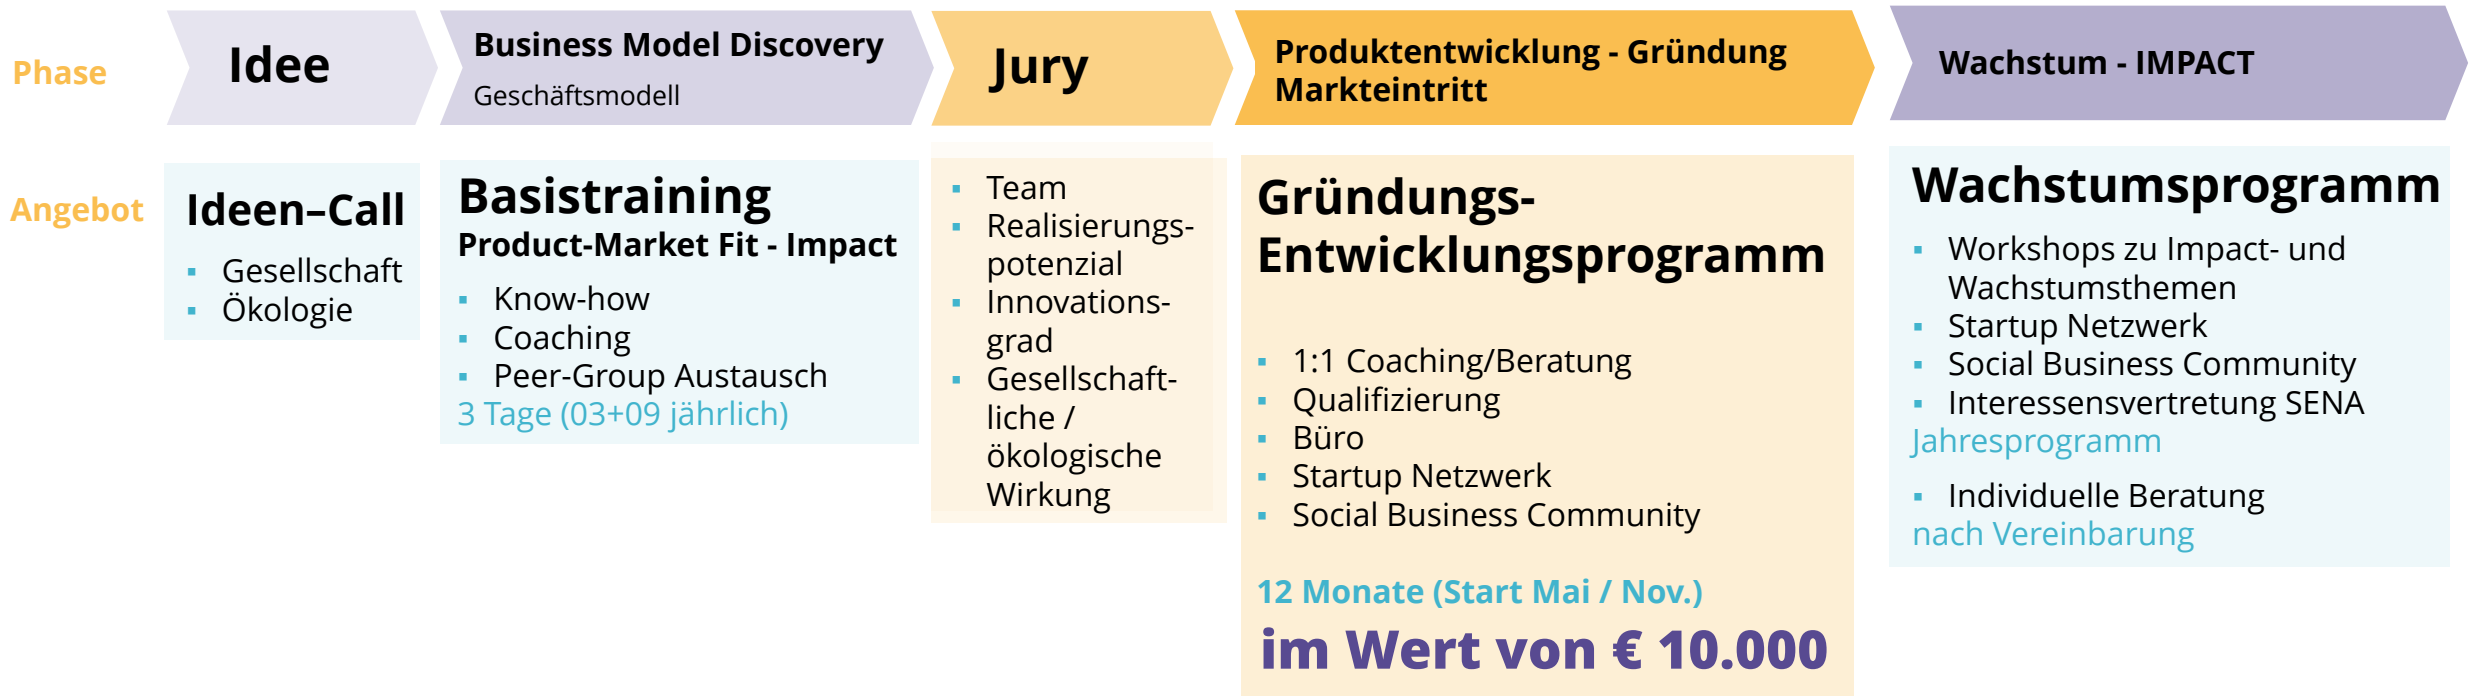 Phase
Idee
Business Model Discovery
Geschäftsmodell
Jury
Produktentwicklung - Gründung
Markteintritt
Wachstum - IMPACT
Angebot
Ideen–Call
▪ Gesellschaft
▪ Ökologie
Basistraining
Product-Market Fit - Impact
▪ Know-how
▪ Coaching
▪ Peer-Group Austausch
3 Tage (03+09 jährlich)
▪ Team
▪ Realisierungs-
potenzial
▪ Innovations-
grad
▪ Gesellschaft-
liche /
ökologische
Wirkung
Gründungs-
Entwicklungsprogramm
▪ 1:1 Coaching/Beratung
▪ Qualifizierung
▪ Büro
▪ Startup Netzwerk
▪ Social Business Community
12 Monate (Start Mai / Nov.)
im Wert von € 10.000
Wachstumsprogramm
▪ Workshops zu Impact- und
Wachstumsthemen
▪ Startup Netzwerk
▪ Social Business Community
▪ Interessensvertretung SENA
Jahresprogramm
▪ Individuelle Beratung
nach Vereinbarung